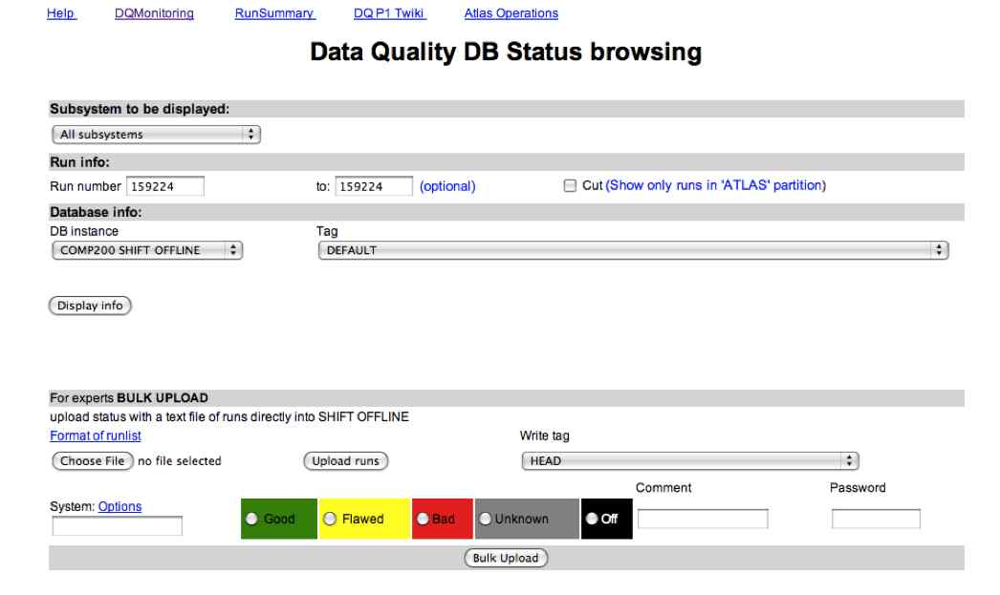 Help DQMonitoring RunSummary DQ P1 Twiki Atlas Operations
Data Quality DB Status browsing
Subsystem to be displayed:
All subsystems
Run info:
Run number 159224 to: 159224 (optional) Cut (Show only runs in 'ATLAS' partition)
Database info:
DB instance Tag
COMP200 SHIFT OFFLINE DEFAULT
Display info
For experts BULK UPLOAD
upload status with a text file of runs directly into SHIFT OFFLINE
Format of runlist Write tag
Choose File no file selected Upload runs HEAD
Comment Password
System: Options
Good Flawed Bad Unknown Off
Bulk Upload